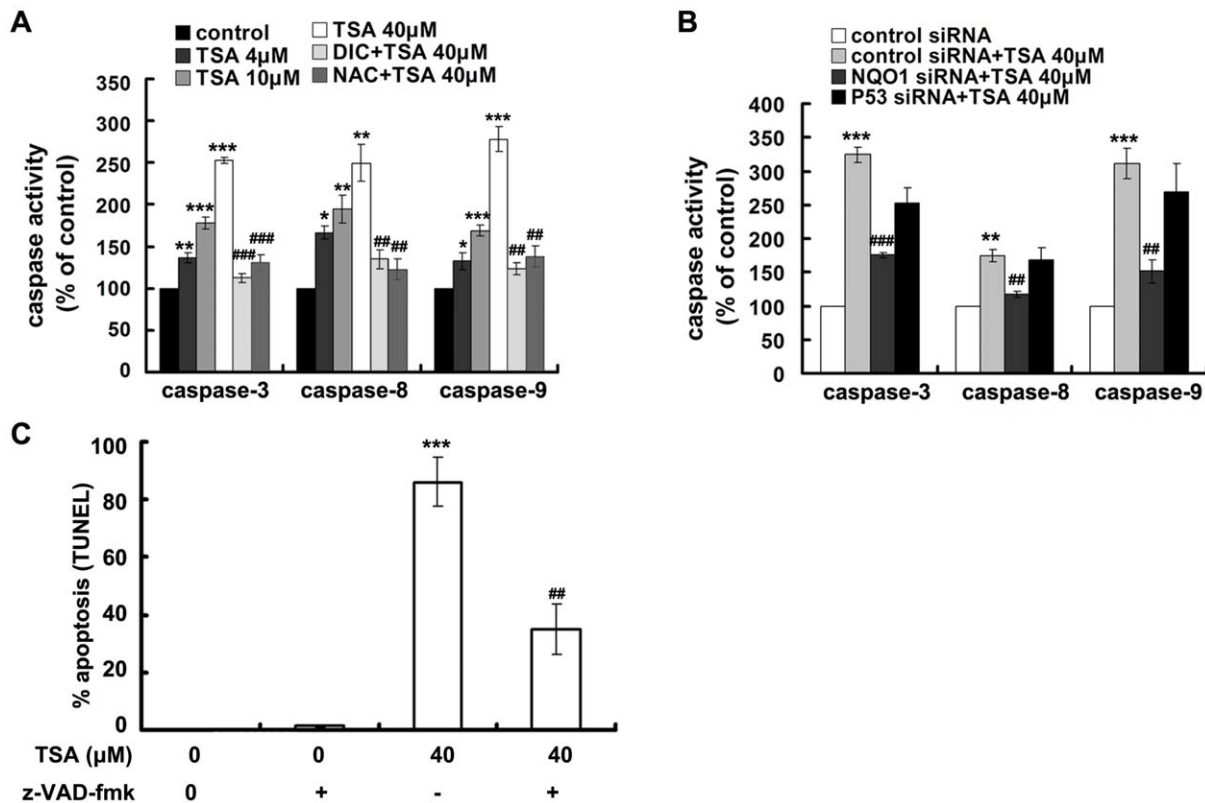 A
control
TSA 4μM
TSA 10μM
TSA 40μM
DIC+TSA 40μM
NAC+TSA 40μM
caspase activity
(% of control)
350
300
250
200
150
100
50
0
** *** *** ### ###
* ** ** ## ##
* *** *** ## ##
caspase-3 caspase-8 caspase-9
B
control siRNA
control siRNA+TSA 40μM
NQO1 siRNA+TSA 40μM
P53 siRNA+TSA 40μM
caspase activity
(% of control)
400
350
300
250
200
150
100
50
0
*** ###
** ##
*** ##
caspase-3 caspase-8 caspase-9
C
% apoptosis (TUNEL)
100
80
60
40
20
0
***
##
TSA (μM) 0 0 40 40
z-VAD-fmk 0 + - +